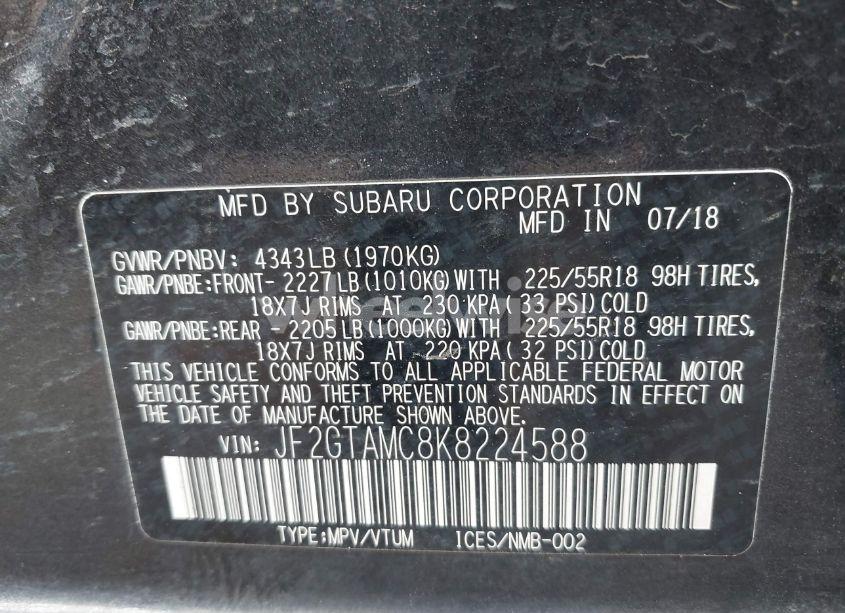 MFD BY SUBARU CORPORATION
MFD IN 07/18
GVWR/PNBV: 4343LB(1970KG)
GAWR/PNBE:FRONT- 2227LB(1010KG)WITH 225/55R18 98H TIRES,
18X7J RIMS AT 230 KPA(33 PSI)COLD
GAWR/PNBE:REAR - 2205LB(1000KG)WITH 225/55R18 98H TIRES,
18X7J RIMS AT 220 KPA(32 PSI)COLD
THIS VEHICLE CONFORMS TO ALL APPLICABLE FEDERAL MOTOR
VEHICLE SAFETY AND THEFT PREVENTION STANDARDS IN EFFECT ON
THE DATE OF MANUFACTURE SHOWN ABOVE.
VIN: JF2GTAMC8K8224588
TYPE:MPV/VTUM ICES/NMB-002